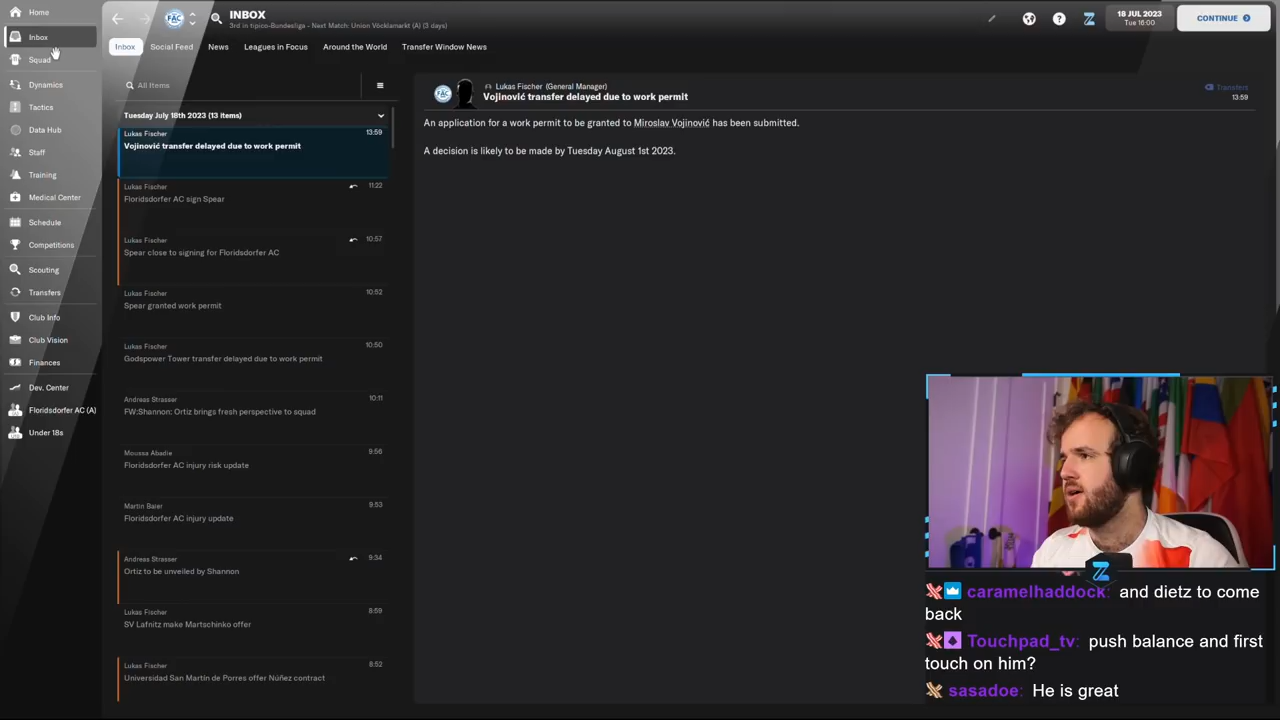 Home
Inbox
Squad
Dynamics
Tactics
Data Hub
Staff
Training
Medical Center
Schedule
Competitions
Scouting
Transfers
Club Info
Club Vision
Finances
Dev. Center
Floridsdorfer AC (A)
Under 18s
FAC
INBOX
3rd in tipico-Bundesliga - Next Match: Union Vöcklamarkt (A) (3 days)
18 JUL 2023
Tue 16:00
CONTINUE
Inbox
Social Feed
News
Leagues in Focus
Around the World
Transfer Window News
All Items
Tuesday July 18th 2023 (13 items)
Lukas Fischer 13:59
Vojinović transfer delayed due to work permit
Lukas Fischer 11:22
Floridsdorfer AC sign Spear
Lukas Fischer 10:57
Spear close to signing for Floridsdorfer AC
Lukas Fischer 10:52
Spear granted work permit
Lukas Fischer 10:50
Godspower Tower transfer delayed due to work permit
Andreas Strasser 10:11
FW:Shannon: Ortiz brings fresh perspective to squad
Moussa Abadie 9:56
Floridsdorfer AC injury risk update
Martin Baier 9:53
Floridsdorfer AC injury update
Andreas Strasser 9:34
Ortiz to be unveiled by Shannon
Lukas Fischer 8:59
SV Lafnitz make Martschinko offer
Lukas Fischer 8:52
Universidad San Martín de Porres offer Núñez contract
FAC
Lukas Fischer (General Manager)
Vojinović transfer delayed due to work permit
Transfers
13:59
An application for a work permit to be granted to Miroslav Vojinović has been submitted.
A decision is likely to be made by Tuesday August 1st 2023.
caramelhaddock: and dietz to come
back
Touchpad_tv: push balance and first
touch on him?
sasadoe: He is great